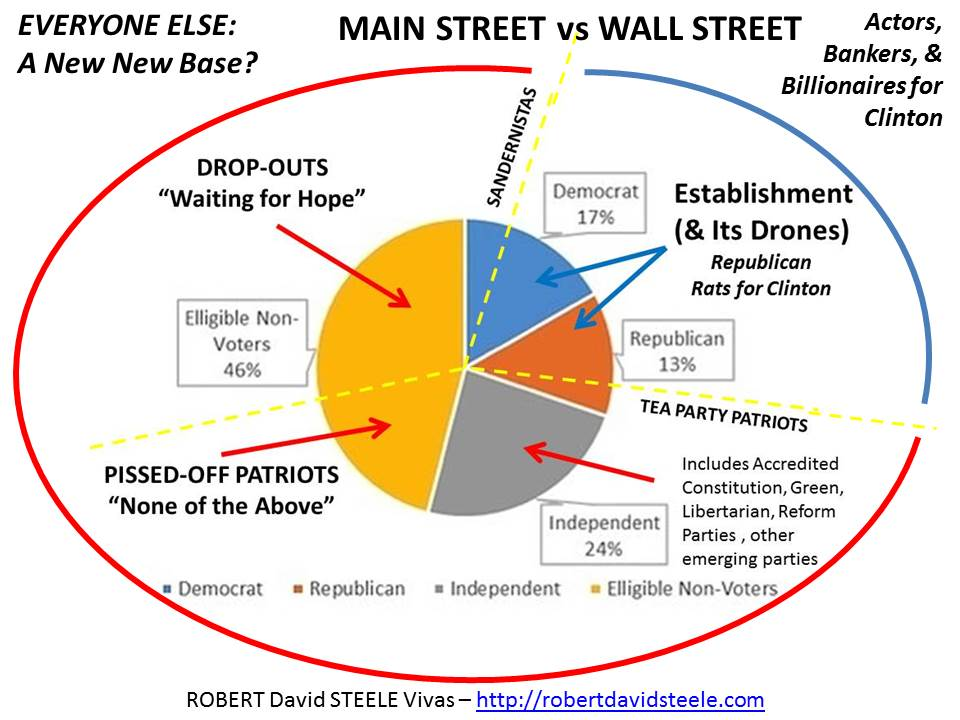 EVERYONE ELSE:
A New New Base?
MAIN STREET vs WALL STREET
Actors,
Bankers, &
Billionaires for
Clinton
SANDERNISTAS
DROP-OUTS
“Waiting for Hope”
Democrat
17%
Establishment
(& Its Drones)
Republican
Rats for Clinton
Elligible Non-
Voters
46%
Republican
13%
TEA PARTY PATRIOTS
PISSED-OFF PATRIOTS
“None of the Above”
Includes Accredited
Constitution, Green,
Libertarian, Reform
Parties , other
emerging parties
Independent
24%
Democrat Republican Independent Elligible Non-Voters
ROBERT David STEELE Vivas – http://robertdavidsteele.com